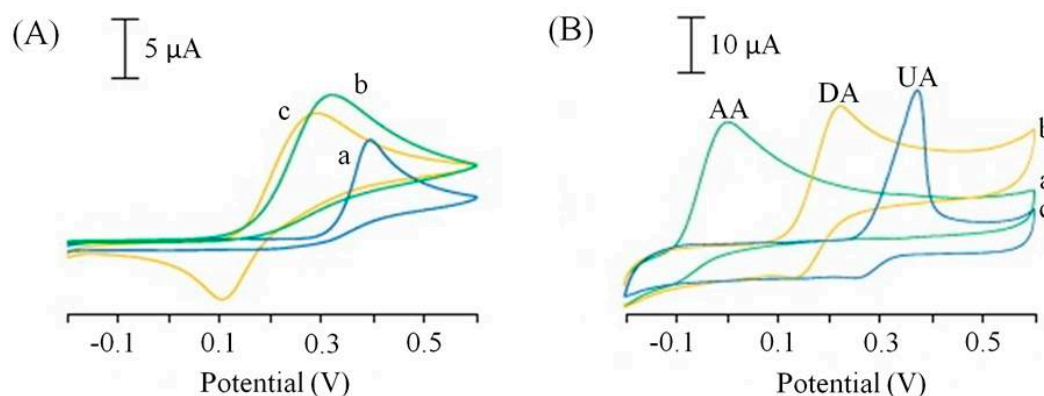 (A)
5 µA
b
c
a
-0.1 0.1 0.3 0.5
Potential (V)
(B)
10 µA
AA DA UA
b
a
c
-0.1 0.1 0.3 0.5
Potential (V)